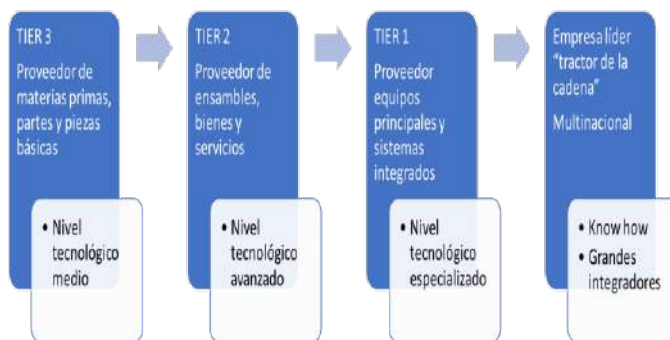 TIER 3
Proveedor de
materias primas,
partes y piezas
básicas
• Nivel
tecnológico
medio
TIER 2
Proveedor de
ensambles,
bienes y
servicios
• Nivel
tecnológico
avanzado
TIER 1
Proveedor
equipos
principales y
sistemas
integrados
• Nivel
tecnológico
especializado
Empresa líder
"tractor de la
cadena"
Multinacional
• Know how
• Grandes
integradores